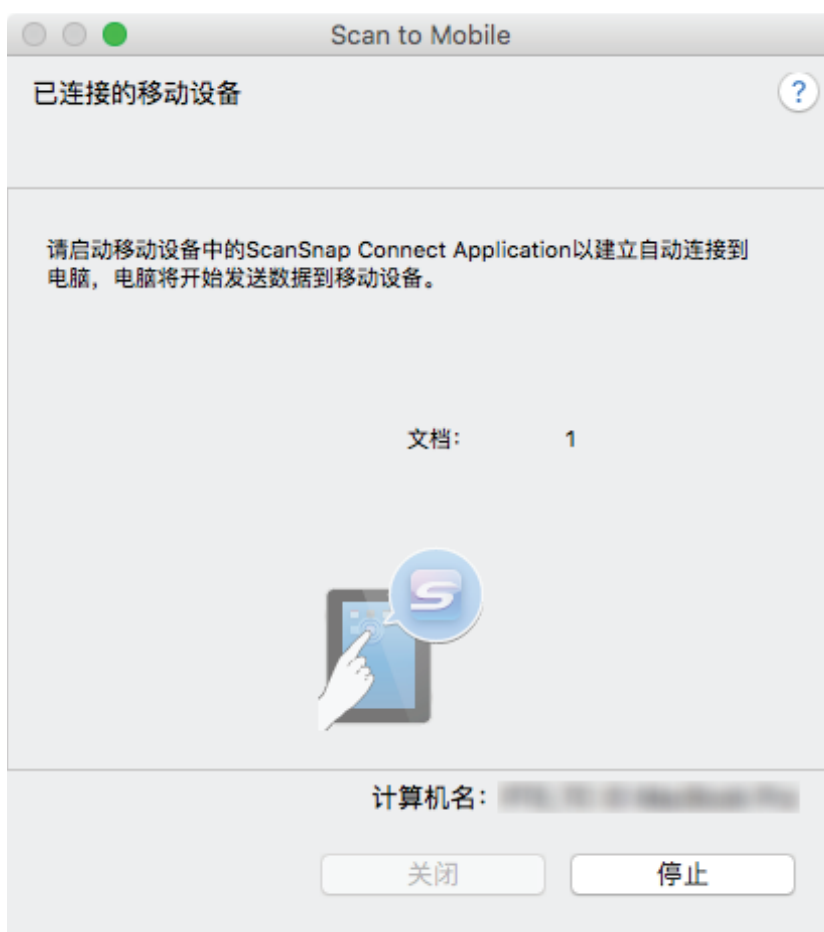 Scan to Mobile
已连接的移动设备
?
请启动移动设备中的ScanSnap Connect Application以建立自动连接到
电脑，电脑将开始发送数据到移动设备。
文档： 1
S
计算机名：
关闭 停止